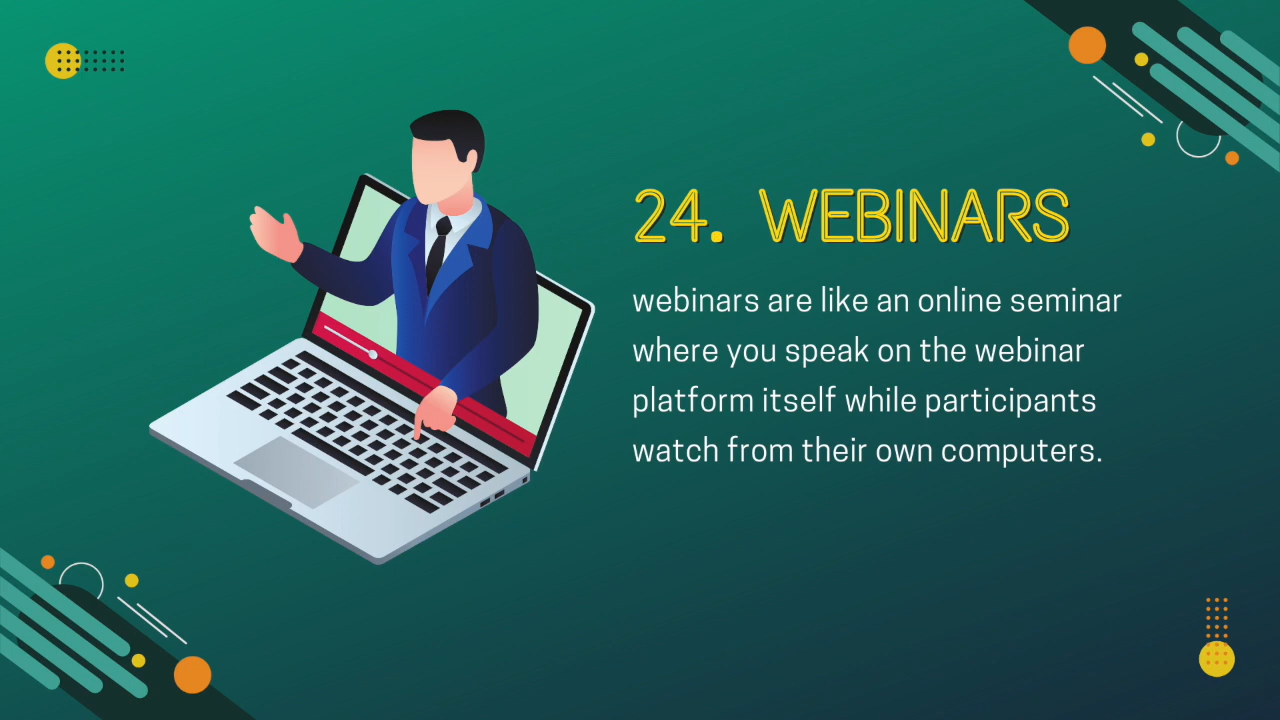 24. WEBINARS
webinars are like an online seminar
where you speak on the webinar
platform itself while participants
watch from their own computers.